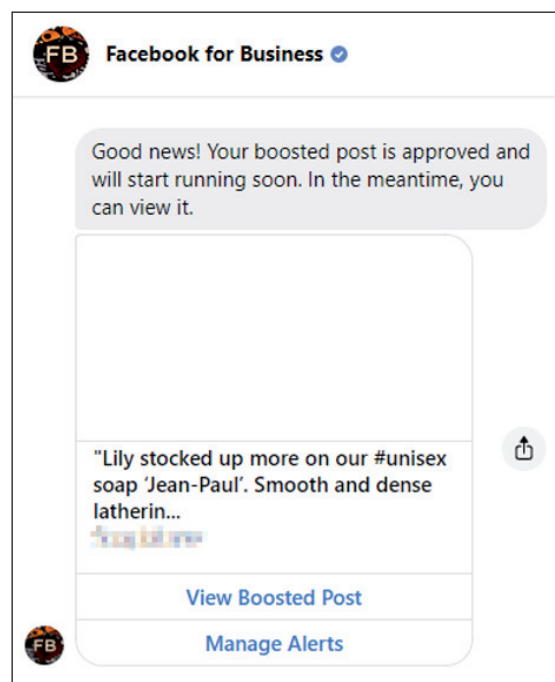 FB Facebook for Business
Good news! Your boosted post is approved and
will start running soon. In the meantime, you
can view it.
"Lily stocked up more on our #unisex
soap ‘Jean-Paul’. Smooth and dense
latherin...
View Boosted Post
FB
Manage Alerts